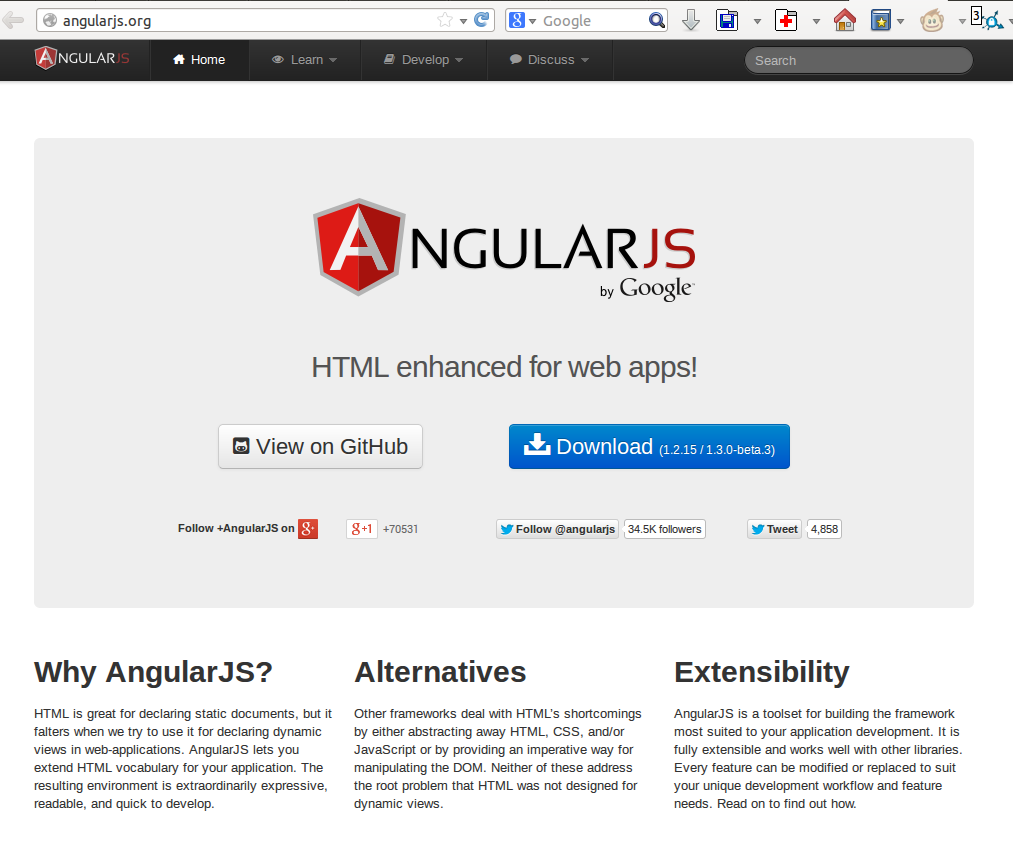 angularjs.org
Google
3
ANGULARJS
Home
Learn
Develop
Discuss
Search
ANGULARJS
by Google™
HTML enhanced for web apps!
View on GitHub
Download (1.2.15 / 1.3.0-beta.3)
Follow +AngularJS on g+
g+1
+70531
Follow @angularjs
34.5K followers
Tweet
4,858
Why AngularJS?
HTML is great for declaring static documents, but it
falters when we try to use it for declaring dynamic
views in web-applications. AngularJS lets you
extend HTML vocabulary for your application. The
resulting environment is extraordinarily expressive,
readable, and quick to develop.
Alternatives
Other frameworks deal with HTML's shortcomings
by either abstracting away HTML, CSS, and/or
JavaScript or by providing an imperative way for
manipulating the DOM. Neither of these address
the root problem that HTML was not designed for
dynamic views.
Extensibility
AngularJS is a toolset for building the framework
most suited to your application development. It is
fully extensible and works well with other libraries.
Every feature can be modified or replaced to suit
your unique development workflow and feature
needs. Read on to find out how.